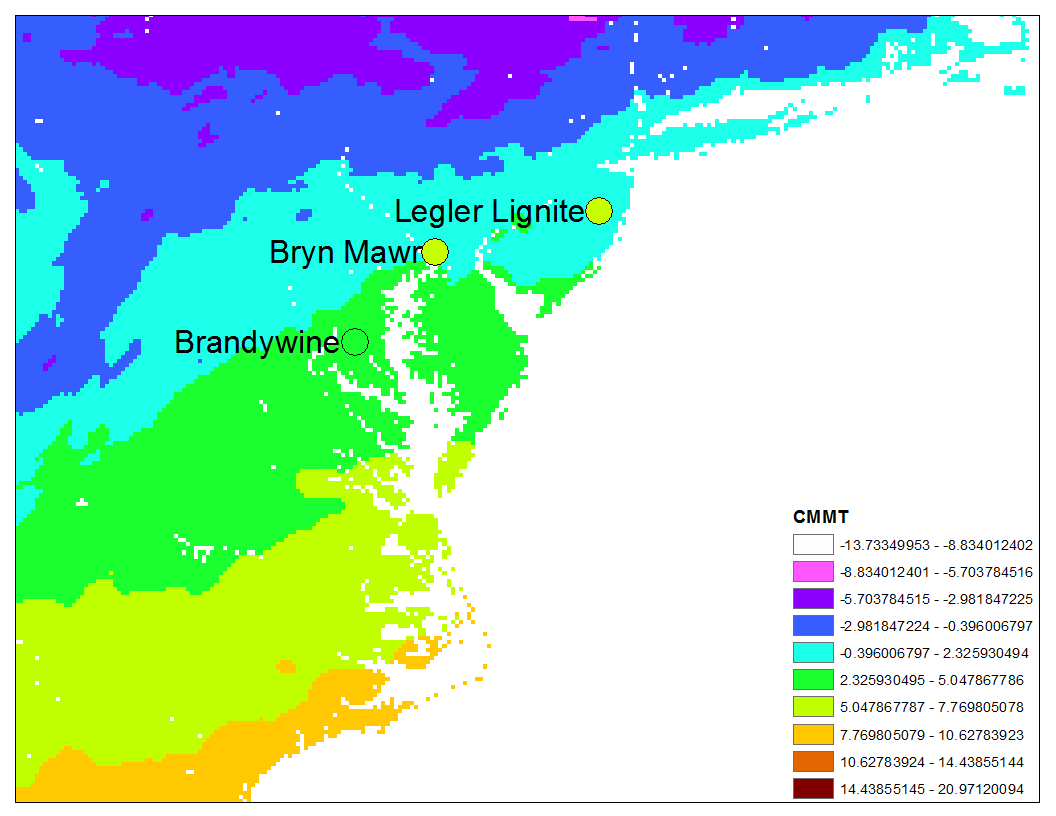 Legler Lignite
Bryn Mawr
Brandywine
CMMT
-13.73349953 - -8.834012402
-8.834012401 - -5.703784516
-5.703784515 - -2.981847225
-2.981847224 - -0.396006797
-0.396006797 - 2.325930494
2.325930495 - 5.047867786
5.047867787 - 7.769805078
7.769805079 - 10.62783923
10.62783924 - 14.43855144
14.43855145 - 20.97120094